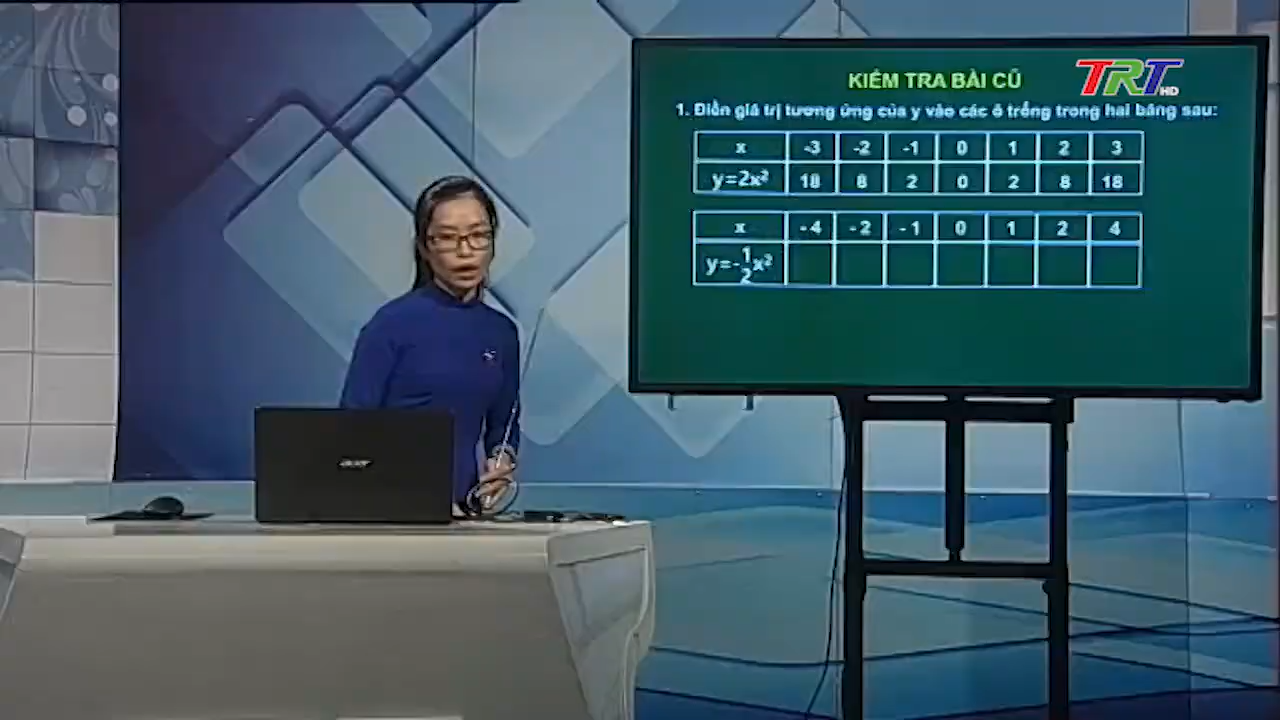 KIỂM TRA BÀI CŨ
TRT HD
1. Điền giá trị tương ứng của y vào các ô trống trong hai bảng sau:
x -3 -2 -1 0 1 2 3
y=2x² 18 8 2 0 2 8 18
x -4 -2 -1 0 1 2 4
y=-1/2x²
acer